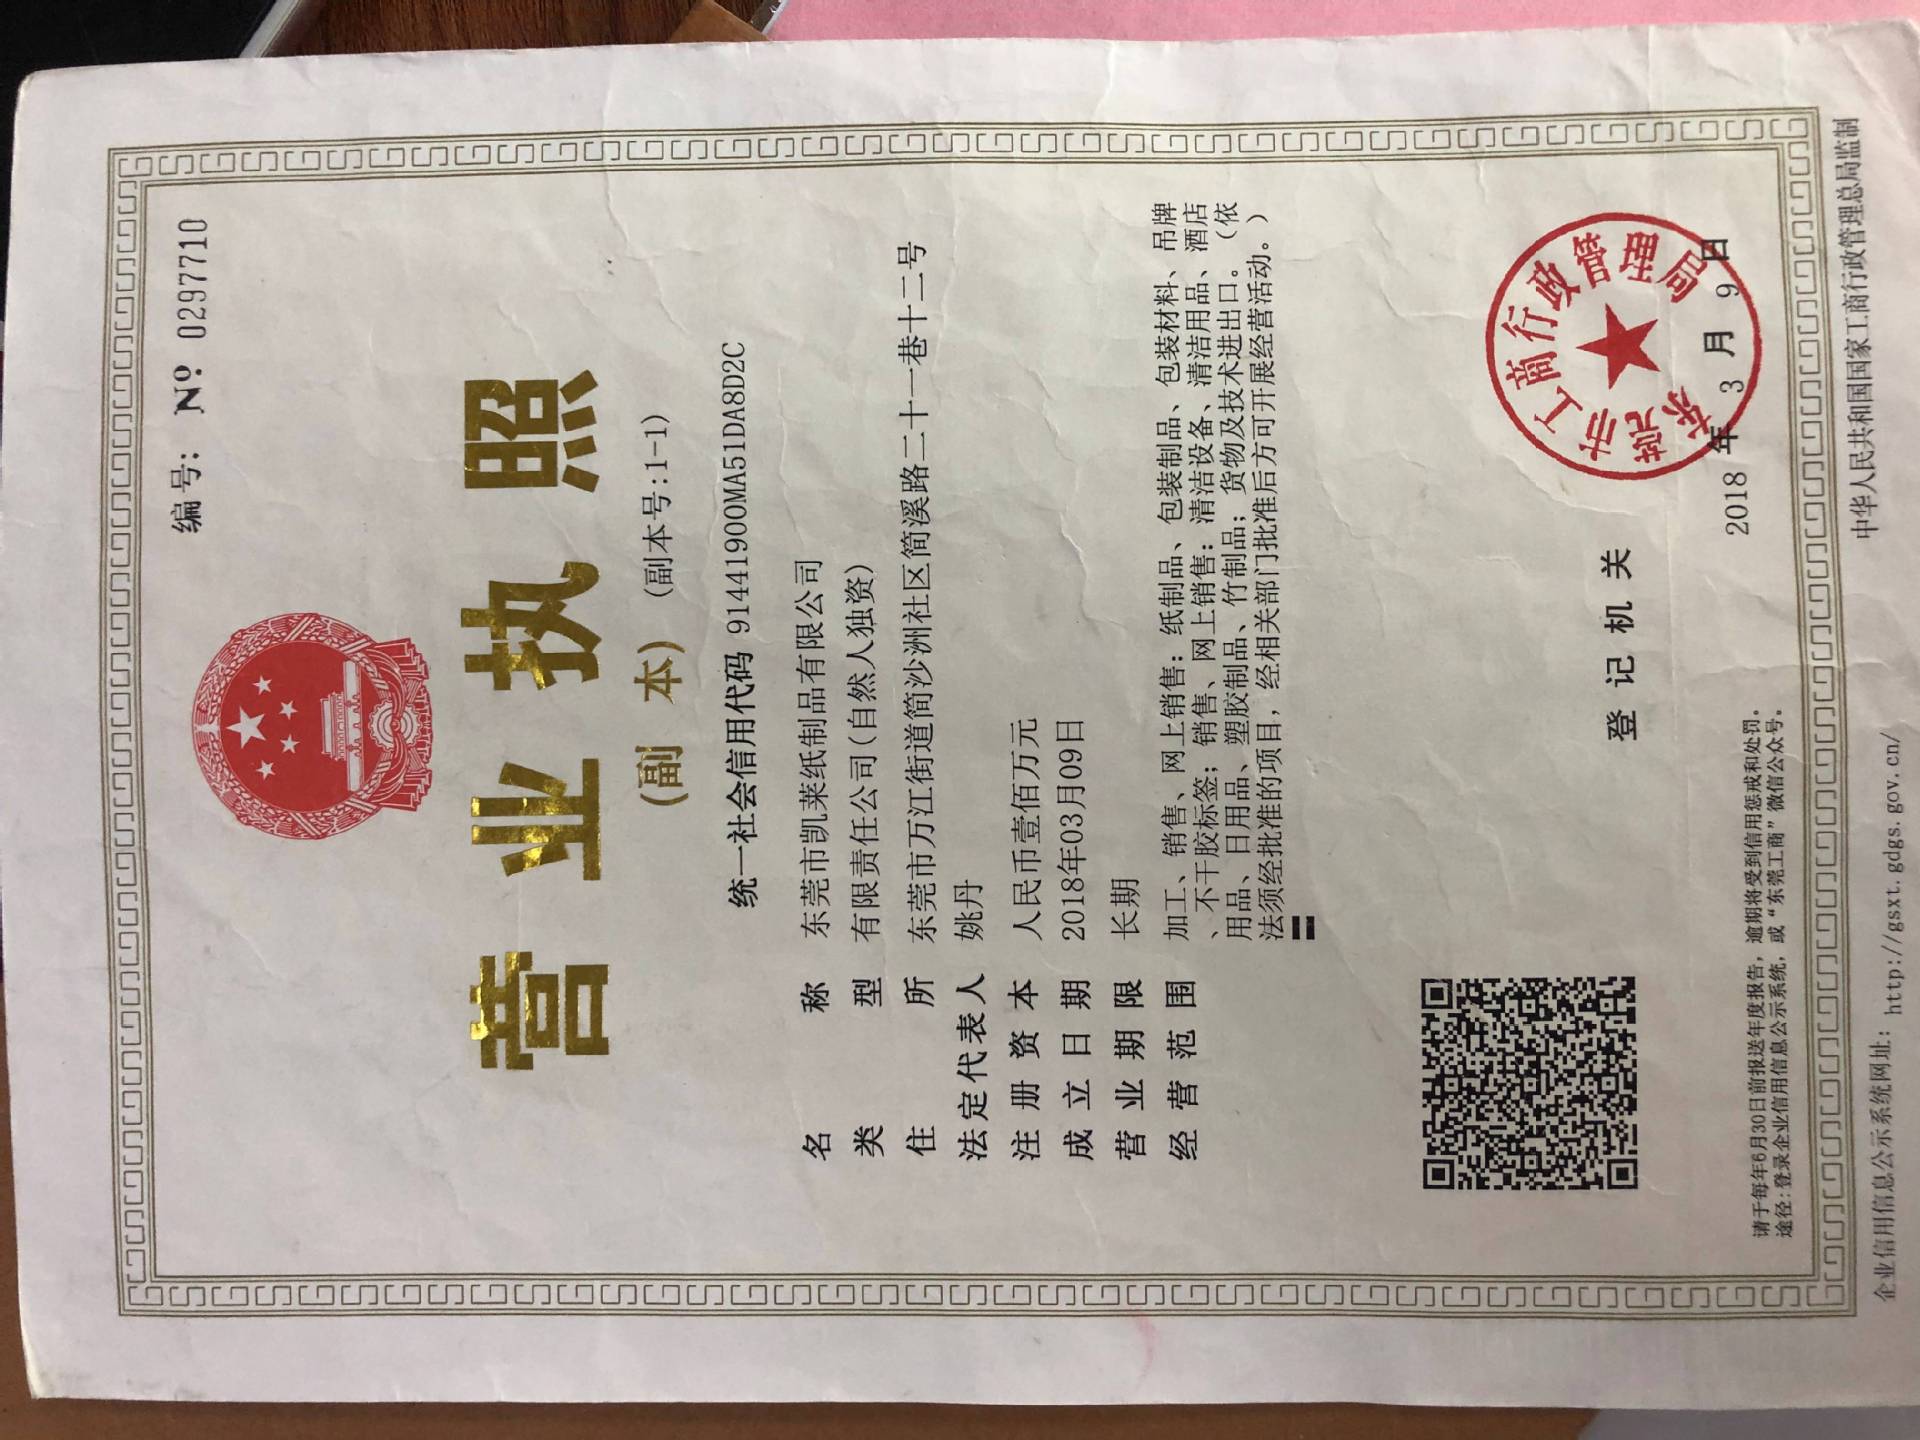 编号: № 0297710
营业执照
(副 本) (副本号:1-1)
统一社会信用代码 91441900MA51DA8D2C
名称 东莞市凯莱纸制品有限公司
类型 有限责任公司(自然人独资)
住所 东莞市万江街道简沙洲社区简溪路二十一巷十二号
法定代表人 姚丹
注册资本 人民币壹佰万元
成立日期 2018年03月09日
营业期限 长期
经营范围 加工、销售、网上销售：纸制品、包装制品、包装材料、吊牌
、不干胶标签；销售、网上销售：清洁设备、清洁用品、酒店
用品、日用品、塑胶制品、竹制品；货物及技术进出口。（依
法须经批准的项目，经相关部门批准后方可开展经营活动。）
登记机关
东莞市工商行政管理局
2018 年 3 月 9 日
请于每年6月30日前报送年度报告，逾期将受到信用惩戒和处罚。
途径:登录企业信用信息公示系统，或“东莞工商”微信公众号。
企业信用信息公示系统网址: http://gsxt.gdgs.gov.cn/
中华人民共和国国家工商行政管理总局监制